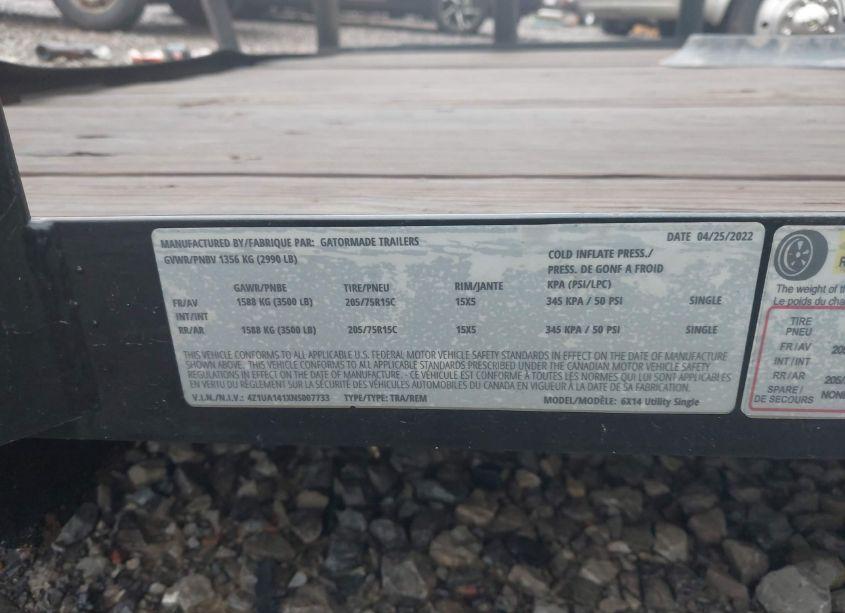 MANUFACTURED BY/FABRIQUE PAR: GATORMADE TRAILERS DATE 04/25/2022
GVWR/PNBV 1356 KG (2990 LB) COLD INFLATE PRESS./
PRESS. DE GONF A FROID
GAWR/PNBE TIRE/PNEU RIM/JANTE KPA (PSI/LPC)
FR/AV 1588 KG (3500 LB) 205/75R15C 15X5 345 KPA / 50 PSI SINGLE
INT/INT
RR/AR 1588 KG (3500 LB) 205/75R15C 15X5 345 KPA / 50 PSI SINGLE
THIS VEHICLE CONFORMS TO ALL APPLICABLE U.S. FEDERAL MOTOR VEHICLE SAFETY STANDARDS IN EFFECT ON THE DATE OF MANUFACTURE
SHOWN ABOVE. THIS VEHICLE CONFORMS TO ALL APPLICABLE STANDARDS PRESCRIBED UNDER THE CANADIAN MOTOR VEHICLE SAFETY
REGULATIONS IN EFFECT ON THE DATE OF MANUFACTURE. - CE VÉHICULE EST CONFORME À TOUTES LES NORMES QUI LUI SONT APPLICABLES
EN VERTU DU RÈGLEMENT SUR LA SÉCURITÉ DES VÉHICULES AUTOMOBILES DU CANADA EN VIGUEUR À LA DATE DE SA FABRICATION.
V.I.N./N.I.V.: 4Z1UA141XNS007733 TYPE/TYPE: TRA/REM MODEL/MODÈLE: 6X14 Utility Single
The weight of
Le poids du
TIRE
PNEU
FR/AV
INT/INT
RR/AR 205/
SPARE/
DE SECOURS